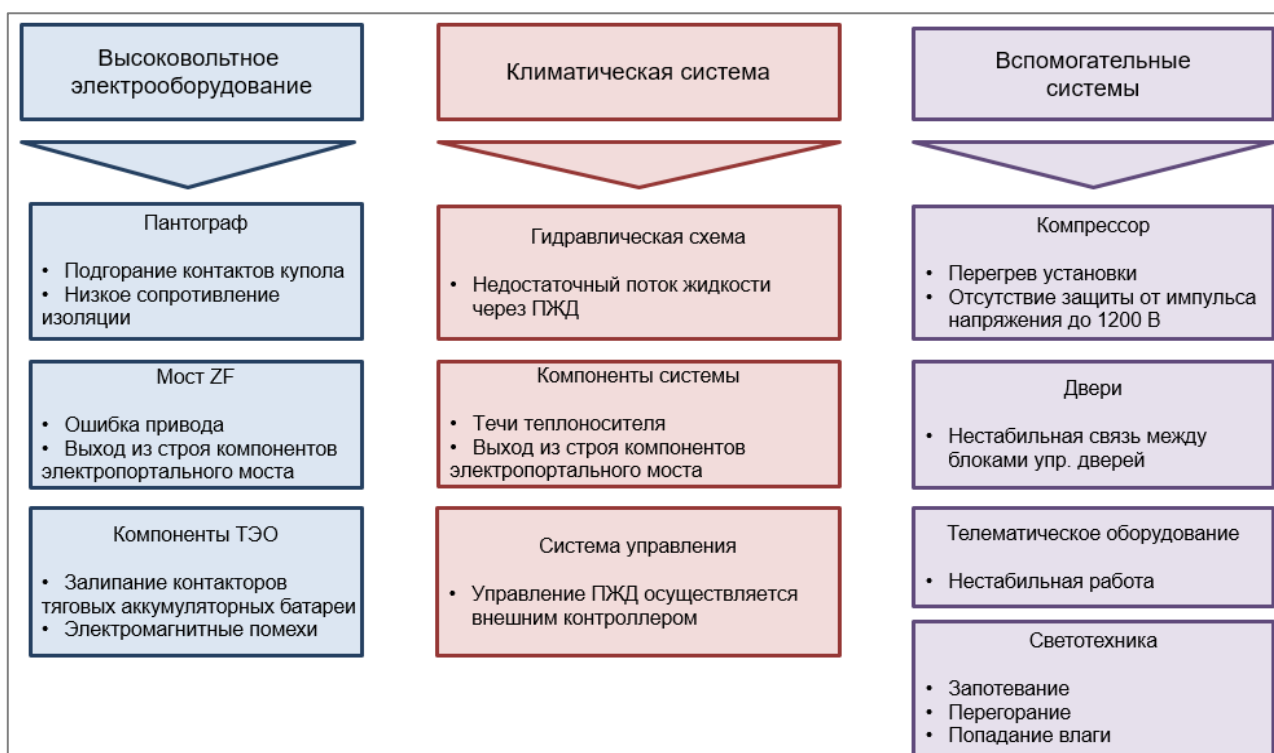 Высоковольтное
электрооборудование
Пантограф
• Подгорание контактов купола
• Низкое сопротивление
изоляции
Мост ZF
• Ошибка привода
• Выход из строя компонентов
электропортального моста
Компоненты ТЭО
• Залипание контакторов
тяговых аккумуляторных батареи
• Электромагнитные помехи
Климатическая система
Гидравлическая схема
• Недостаточный поток жидкости
через ПЖД
Компоненты системы
• Течи теплоносителя
• Выход из строя компонентов
электропортального моста
Система управления
• Управление ПЖД осуществляется
внешним контроллером
Вспомогательные
системы
Компрессор
• Перегрев установки
• Отсутствие защиты от импульса
напряжения до 1200 В
Двери
• Нестабильная связь между
блоками упр. дверей
Телематическое оборудование
• Нестабильная работа
Светотехника
• Запотевание
• Перегорание
• Попадание влаги